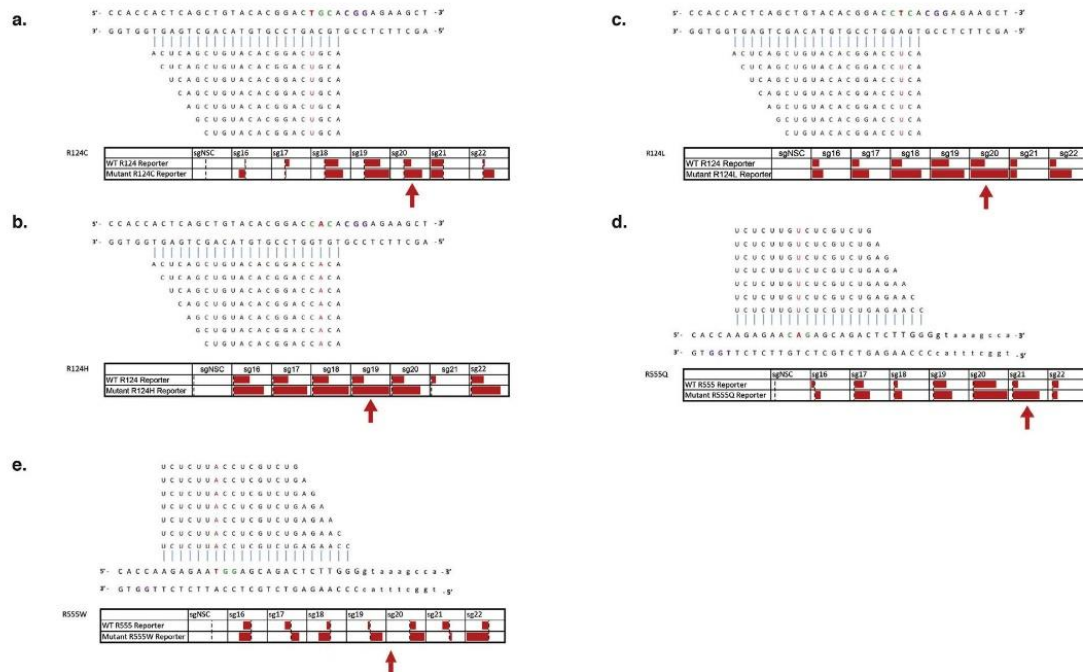 a.
5'- C C A C C A C T C A G C T G T A C A C G G A C T G C A C G G A G A A G C T -3'
3'- G G T G G T G A G T C G A C A T G T G C C T G A C G T G C C T C T T C G A -5'
A C U C A G C U G U A C A C G G A C U G C A
C U C A G C U G U A C A C G G A C U G C A
U C A G C U G U A C A C G G A C U G C A
C A G C U G U A C A C G G A C U G C A
A G C U G U A C A C G G A C U G C A
G C U G U A C A C G G A C U G C A
C U G U A C A C G G A C U G C A
R124C
sgNSC sg16 sg17 sg18 sg19 sg20 sg21 sg22
WT R124 Reporter
Mutant R124C Reporter
b.
5'- C C A C C A C T C A G C T G T A C A C G G A C C A C A C G G A G A A G C T -3'
3'- G G T G G T G A G T C G A C A T G T G C C T G G T G T G C C T C T T C G A -5'
A C U C A G C U G U A C A C G G A C C A C A
C U C A G C U G U A C A C G G A C C A C A
U C A G C U G U A C A C G G A C C A C A
C A G C U G U A C A C G G A C C A C A
A G C U G U A C A C G G A C C A C A
G C U G U A C A C G G A C C A C A
C U G U A C A C G G A C C A C A
R124H
sgNSC sg16 sg17 sg18 sg19 sg20 sg21 sg22
WT R124 Reporter
Mutant R124H Reporter
c.
5'- C C A C C A C T C A G C T G T A C A C G G A C C T C A C G G A G A A G C T -3'
3'- G G T G G T G A G T C G A C A T G T G C C T G G A G T G C C T C T T C G A -5'
A C U C A G C U G U A C A C G G A C C U C A
C U C A G C U G U A C A C G G A C C U C A
U C A G C U G U A C A C G G A C C U C A
C A G C U G U A C A C G G A C C U C A
A G C U G U A C A C G G A C C U C A
G C U G U A C A C G G A C C U C A
C U G U A C A C G G A C C U C A
R124L
sgNSC sg16 sg17 sg18 sg19 sg20 sg21 sg22
WT R124 Reporter
Mutant R124L Reporter
d.
U C U C U U G U C U C G U C U G
U C U C U U G U C U C G U C U G A
U C U C U U G U C U C G U C U G A G
U C U C U U G U C U C G U C U G A G A
U C U C U U G U C U C G U C U G A G A A
U C U C U U G U C U C G U C U G A G A A C
U C U C U U G U C U C G U C U G A G A A C C
5'- C A C C A A G A G A A C A G A G C A G A C T C T T G G G g t a a a g c c a -3'
3'- G T G G T T C T C T T G T C T C G T C T G A G A A C C C c a t t t c g g t -5'
R555Q
sgNSC sg16 sg17 sg18 sg19 sg20 sg21 sg22
WT R555 Reporter
Mutant R555Q Reporter
e.
U C U C U U A C C U C G U C U G
U C U C U U A C C U C G U C U G A
U C U C U U A C C U C G U C U G A G
U C U C U U A C C U C G U C U G A G A
U C U C U U A C C U C G U C U G A G A A
U C U C U U A C C U C G U C U G A G A A C
U C U C U U A C C U C G U C U G A G A A C C
5'- C A C C A A G A G A A T G G A G C A G A C T C T T G G G g t a a a g c c a -3'
3'- G T G G T T C T C T T A C C T C G T C T G A G A A C C C c a t t t c g g t -5'
R555W
sgNSC sg16 sg17 sg18 sg19 sg20 sg21 sg22
WT R555 Reporter
Mutant R555W Reporter